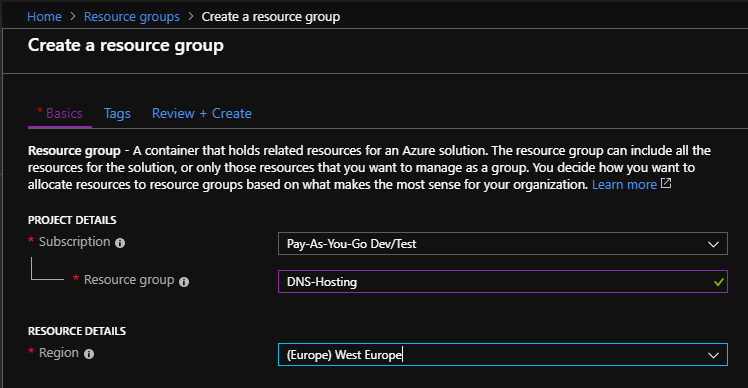 Home > Resource groups > Create a resource group
Create a resource group
* Basics Tags Review + Create
Resource group - A container that holds related resources for an Azure solution. The resource group can include all the
resources for the solution, or only those resources that you want to manage as a group. You decide how you want to
allocate resources to resource groups based on what makes the most sense for your organization. Learn more
PROJECT DETAILS
* Subscription Pay-As-You-Go Dev/Test
* Resource group DNS-Hosting
RESOURCE DETAILS
* Region (Europe) West Europe